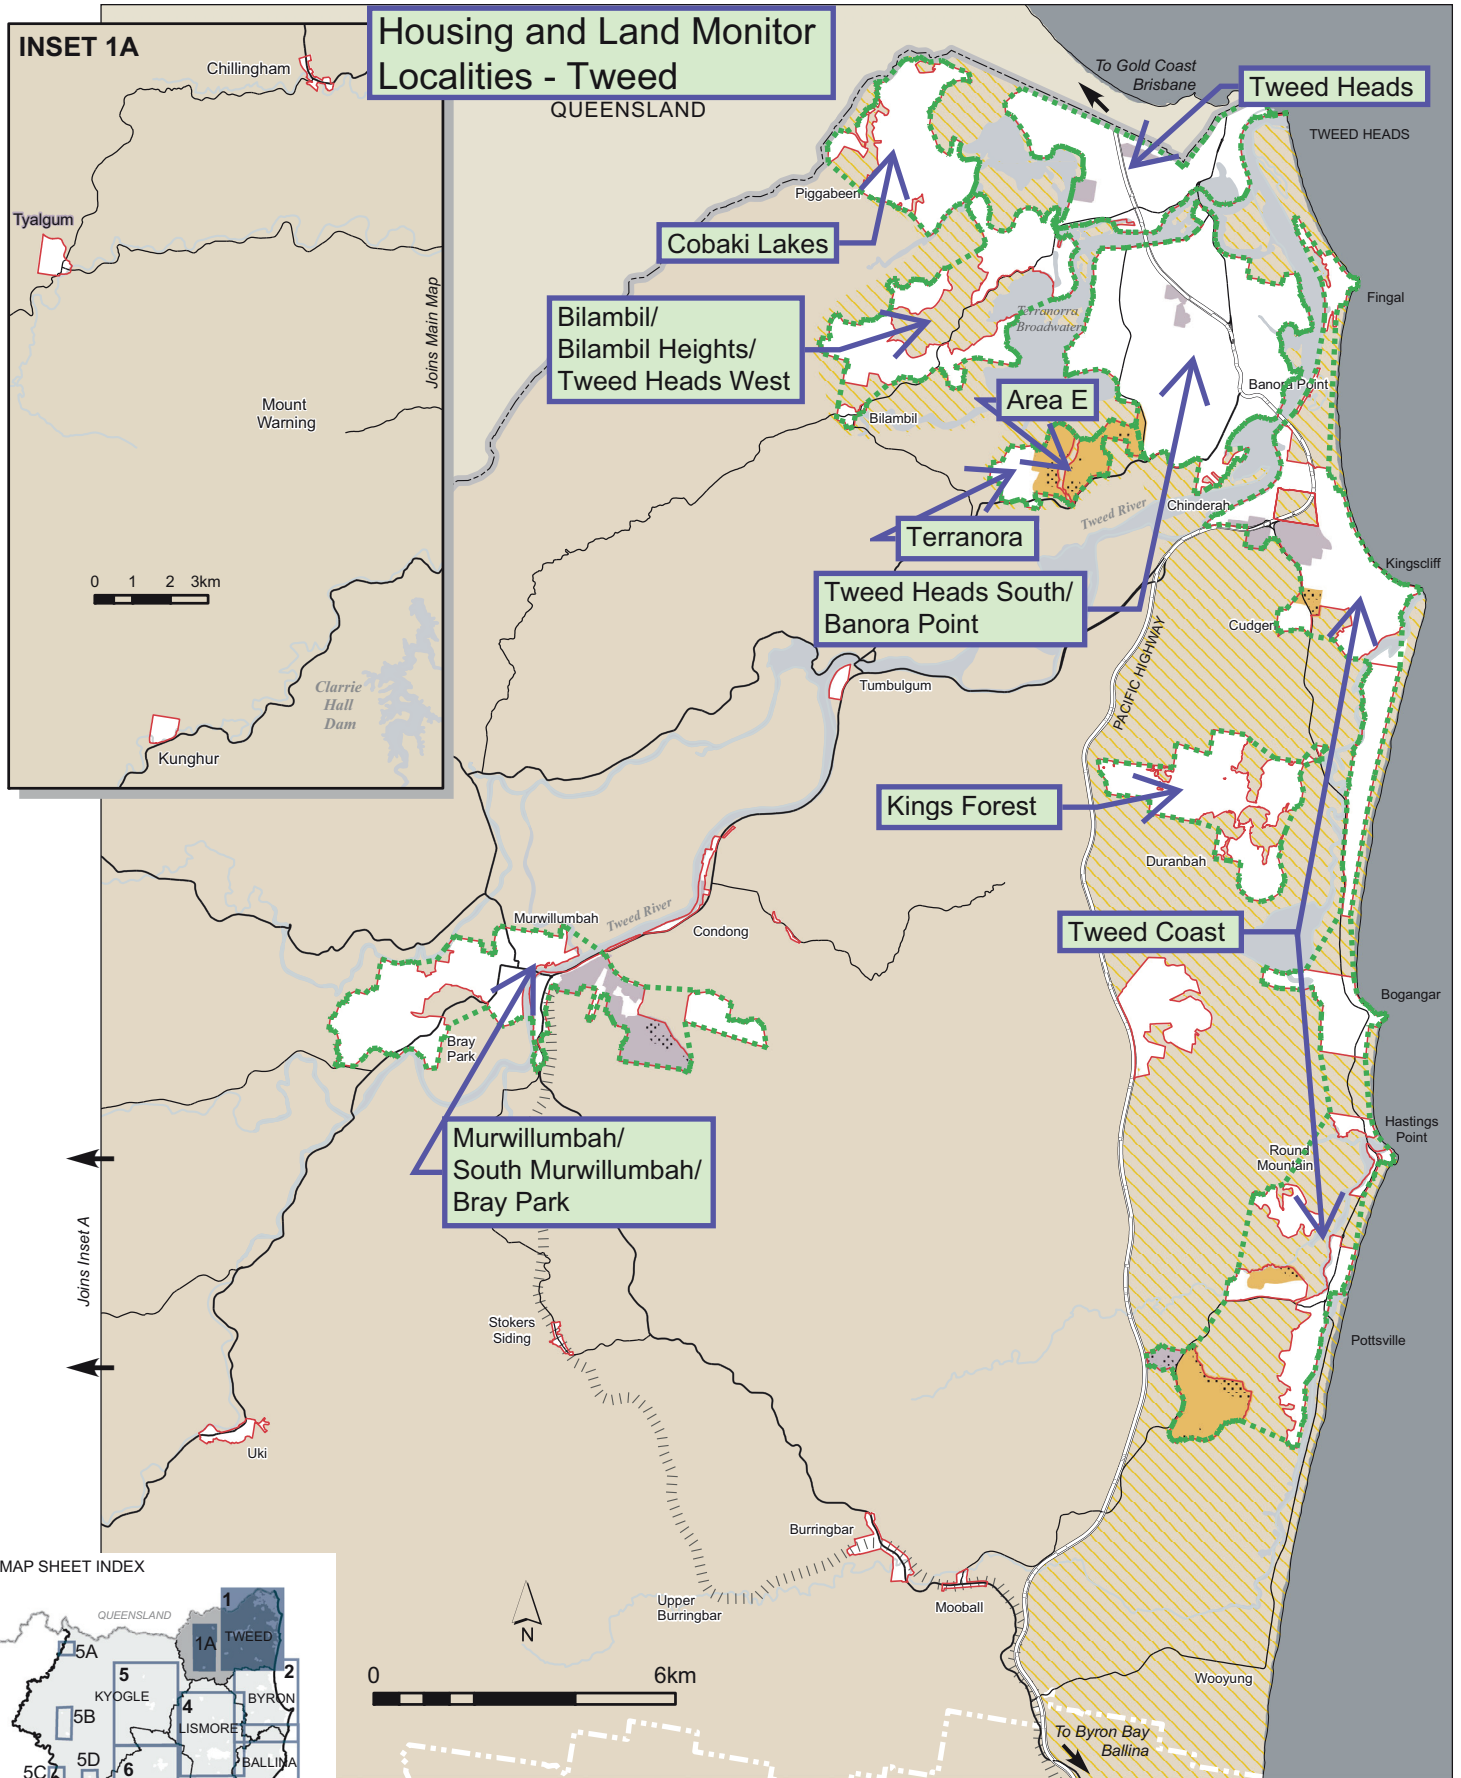 INSET 1A
Chillingham
Tyalgum
Joins Main Map
Mount
Warning
0 1 2 3km
Clarrie
Hall
Dam
Kunghur
Housing and Land Monitor
Localities - Tweed
QUEENSLAND
To Gold Coast
Brisbane
Tweed Heads
TWEED HEADS
Piggabeen
Cobaki Lakes
Fingal
Bilambil/
Bilambil Heights/
Tweed Heads West
Terranorra
Broadwater
Banora Point
Area E
Bilambil
Chinderah
Tweed River
Terranora
Kingscliff
Tweed Heads South/
Banora Point
Cudgen
PACIFIC HIGHWAY
Tumbulgum
Kings Forest
Duranbah
Murwillumbah
Tweed River
Condong
Tweed Coast
Bogangar
Bray
Park
Hastings
Point
Murwillumbah/
South Murwillumbah/
Bray Park
Round
Mountain
Joins Inset A
Stokers
Siding
Pottsville
Uki
Burringbar
Upper
Burringbar
Mooball
Wooyung
N
0 6km
To Byron Bay
Ballina
MAP SHEET INDEX
QUEENSLAND
1
1A
TWEED
5A
5
KYOGLE
2
BYRON
4
LISMORE
5B
BALLINA
5D
5C
6